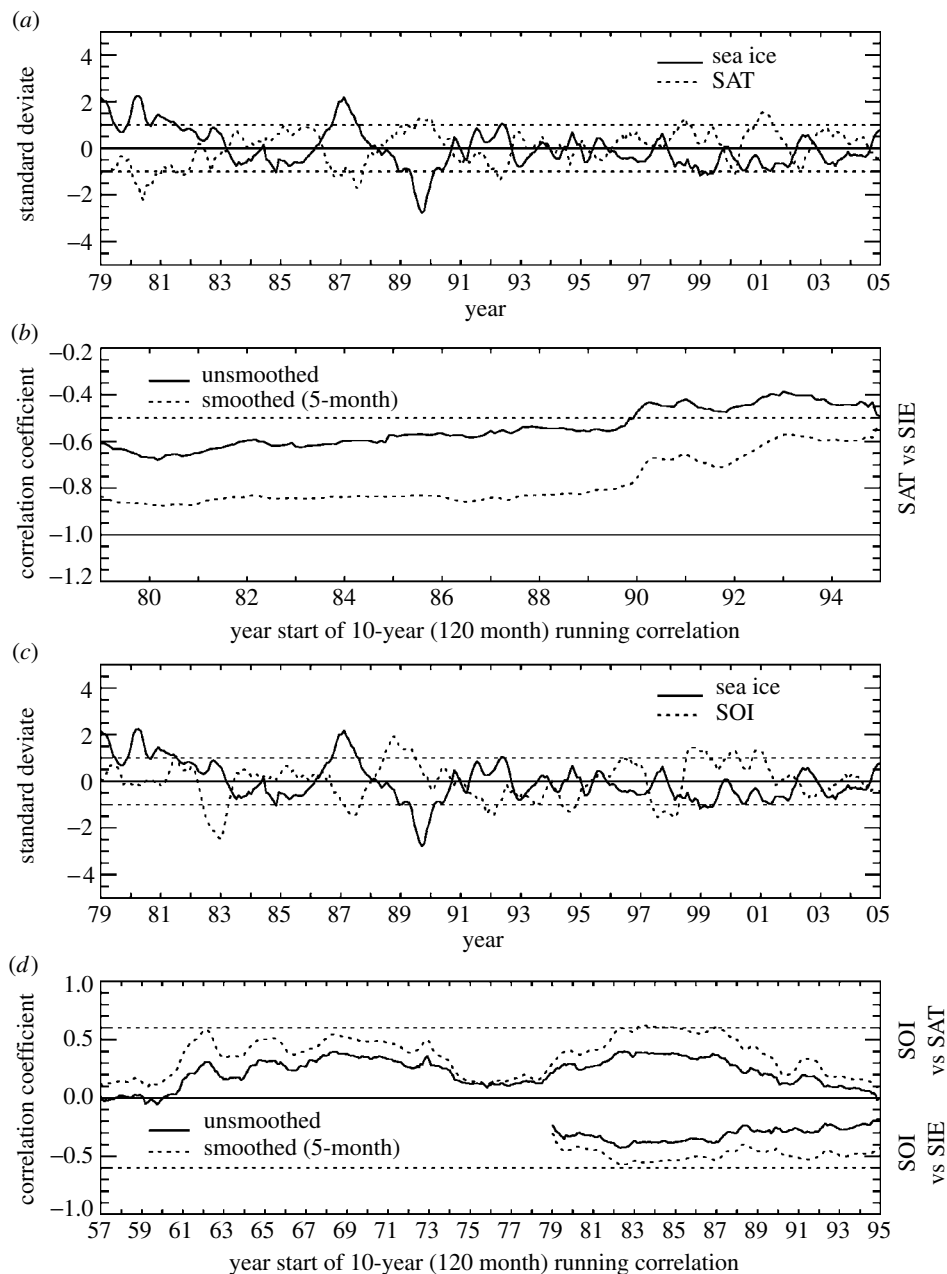 (a)
4
2
0
−2
−4
standard deviate
sea ice
SAT
79 81 83 85 87 89 91 93 95 97 99 01 03 05
year
(b)
−0.2
−0.4
−0.6
−0.8
−1.0
−1.2
correlation coefficient
unsmoothed
smoothed (5-month)
SAT vs SIE
80 82 84 86 88 90 92 94
year start of 10-year (120 month) running correlation
(c)
4
2
0
−2
−4
standard deviate
sea ice
SOI
79 81 83 85 87 89 91 93 95 97 99 01 03 05
year
(d)
1.0
0.5
0.0
−0.5
−1.0
correlation coefficient
unsmoothed
smoothed (5-month)
SOI
vs SAT
SOI
vs SIE
57 59 61 63 65 67 69 71 73 75 77 79 81 83 85 87 89 91 93 95
year start of 10-year (120 month) running correlation